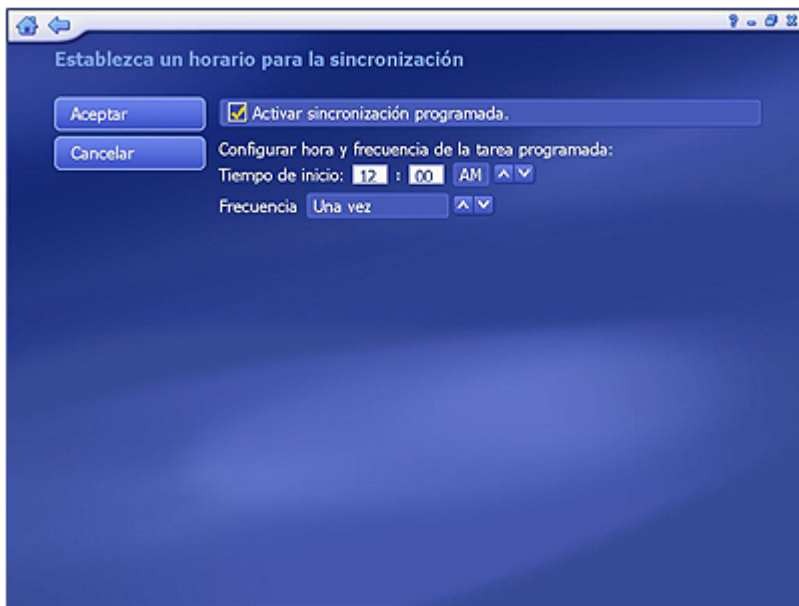 Establezca un horario para la sincronización
Aceptar
Activar sincronización programada.
Cancelar
Configurar hora y frecuencia de la tarea programada:
Tiempo de inicio: 12 : 00 AM
Frecuencia Una vez